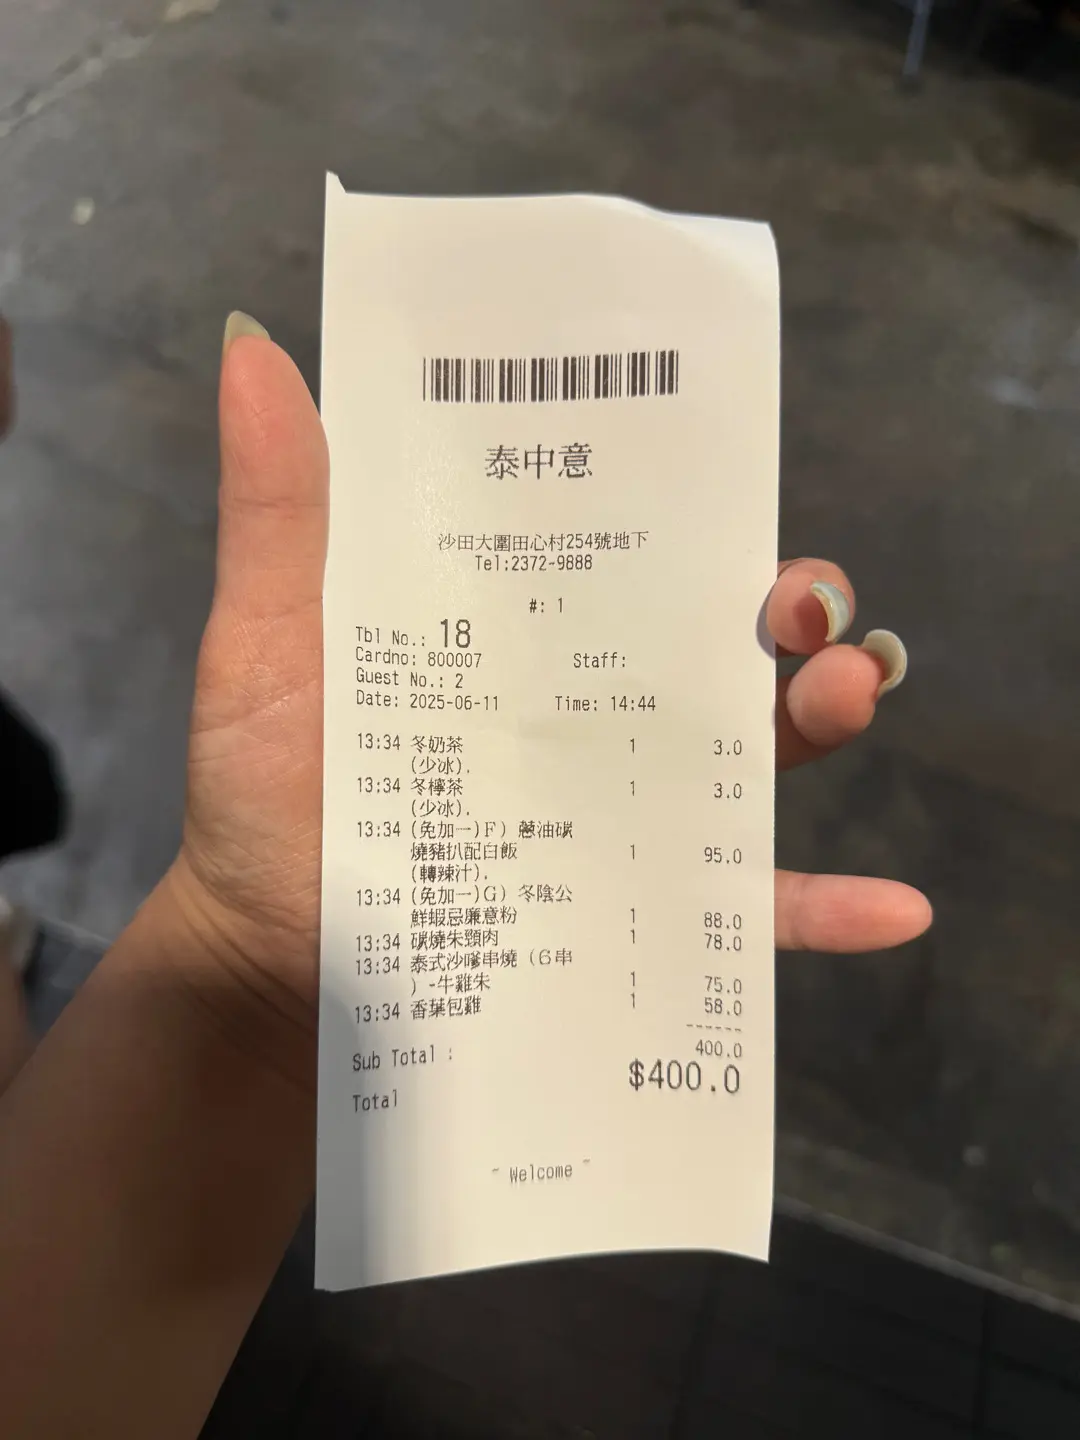 泰中意
沙田大圍田心村254號地下
Tel:2372-9888
#: 1
Tbl No.: 18
Cardno: 800007 Staff:
Guest No.: 2
Date: 2025-06-11 Time: 14:44
13:34 冬奶茶 1 3.0
(少冰).
13:34 冬檸茶 1 3.0
(少冰).
13:34 (免加一)F) 蔥油碳
燒豬扒配白飯 1 95.0
(轉辣汁).
13:34 (免加一)G) 冬陰公
鮮蝦忌廉意粉 1 88.0
13:34 碳燒朱頸肉 1 78.0
13:34 泰式沙嗲串燒 (6串
) -牛雞朱 1 75.0
13:34 香葉包雞 1 58.0
------
Sub Total : 400.0
Total $400.0
~ Welcome ~